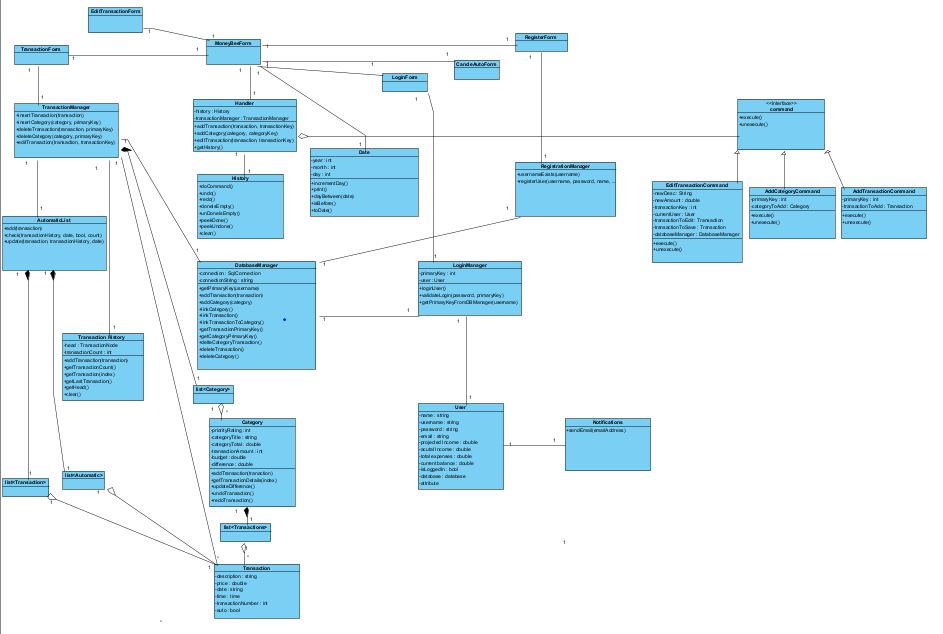 EditTransactionForm
TransactionForm
MoneyBevForm
RegisterForm
CandeAutoForm
LoginForm
TransactionManager
+insertTransaction(transaction)
+insertCategory(category, primaryKey)
+deleteTransaction(transaction, primaryKey)
+deleteCategory(category, primaryKey)
+editTransaction(transaction, transactionKey)
Handler
-history : History
-transactionManager : TransactionManager
+addTransaction(transaction, transactionKey)
+addCategory(category, categoryKey)
+editTransaction(transaction, transactionKey)
+getHistory()
<<Interface>>
command
+execute()
+unexecute()
Date
-year : int
-month : int
-day : int
+incrementDay()
+print()
+dayBetween(date)
+isBefore()
+toDate()
History
+doCommand()
+undo()
+redo()
+doneIsEmpty()
+unDoneIsEmpty()
+peekDone()
+peekUndone()
+clear()
RegistrationManager
+usernameExists(username)
+registerUser(username, password, name, ...
EditTransactionCommand
-newDesc : String
-newAmount : double
-transactionKey : int
-currentUser : User
-transactionToEdit : Transaction
-transactionToSave : Transaction
-databaseManager : DatabaseManager
+execute()
+unexecute()
AddCategoryCommand
-primaryKey : int
-categoryToAdd : Category
+execute()
+unexecute()
AddTransactionCommand
-primaryKey : int
-transactionToAdd : Transaction
+execute()
+unexecute()
AutomaticList
+add(transaction)
+check(transactionHistory, date, bool, count)
+update(transaction, transactionHistory, date)
DatabaseManager
-connection : SqlConnection
-connectionString : string
+getPrimaryKey(username)
+addTransaction(transaction)
+addCategory(category)
+linkCategory()
+linkTransaction()
+linkTransactionToCategory()
+getTransactionPrimaryKey()
+getCategoryPrimaryKey()
+deleteTransaction()
+deleteCategory()
LoginManager
-primaryKey : int
-user : User
+loginUser()
+validateLogin(password, primaryKey)
+getPrimaryKeyFromDBManager(username)
Transaction History
-head : TransactionNode
-transactionCount : int
+addTransaction(transaction)
+getTransactionCount()
+getTransaction(index)
+getLastTransaction()
+getHead()
+clear()
list<Category>
Category
-priorityRating : int
-categoryTitle : string
-categoryTotal : double
-transactionAmount : int
-budget : double
-difference : double
+getTransactionDetails(index)
+updateDifference()
+undoTransaction()
+redoTransaction()
User
-name : string
-username : string
-password : string
-email : string
-projectedIncome : double
-total expenses : double
-current balance : double
-isLoggedIn : bool
-database : database
-attribute
Notifications
+sendEmail(emailAddress)
list<Transaction>
list<Automatic>
list<Transactions>
Transaction
-description : string
-price : double
-date : string
-time : time
-transactionNumber : int
-auto : bool